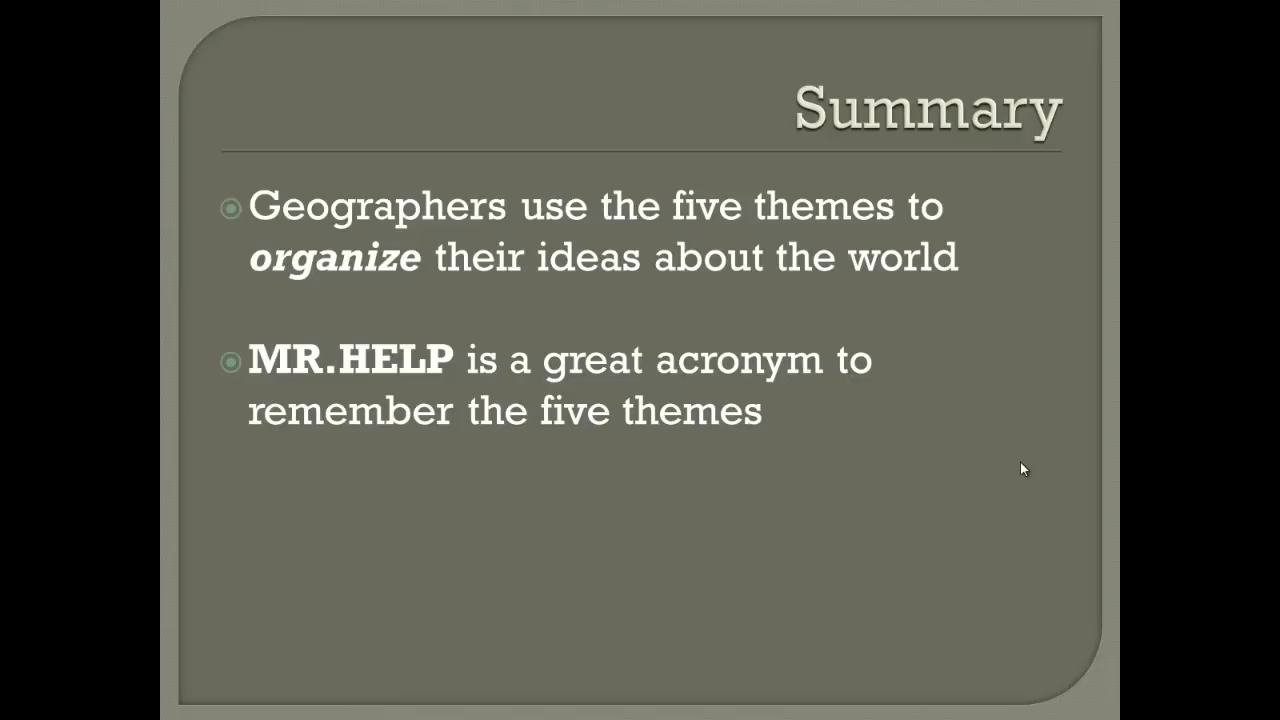 Summary
Geographers use the five themes to
organize their ideas about the world
MR.HELP is a great acronym to
remember the five themes